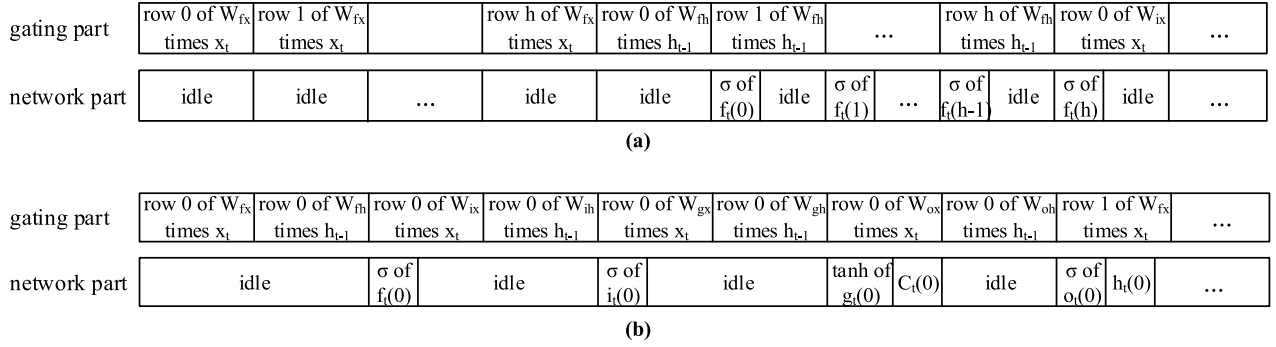 gating part
row 0 of W_fx times x_t
row 1 of W_fx times x_t
row h of W_fx times x_t
row 0 of W_fh times h_t-1
row 1 of W_fh times h_t-1
...
row h of W_fh times h_t-1
row 0 of W_ix times x_t
...
network part
idle
idle
...
idle
idle
σ of f_t(0)
idle
σ of f_t(1)
...
σ of f_t(h-1)
idle
σ of f_t(h)
idle
...
(a)
gating part
row 0 of W_fx times x_t
row 0 of W_fh times h_t-1
row 0 of W_ix times x_t
row 0 of W_ih times h_t-1
row 0 of W_gx times x_t
row 0 of W_gh times h_t-1
row 0 of W_ox times x_t
row 0 of W_oh times h_t-1
row 1 of W_fx times x_t
...
network part
idle
σ of f_t(0)
idle
σ of i_t(0)
idle
tanh of g_t(0)
C_t(0)
idle
σ of o_t(0)
h_t(0)
...
(b)